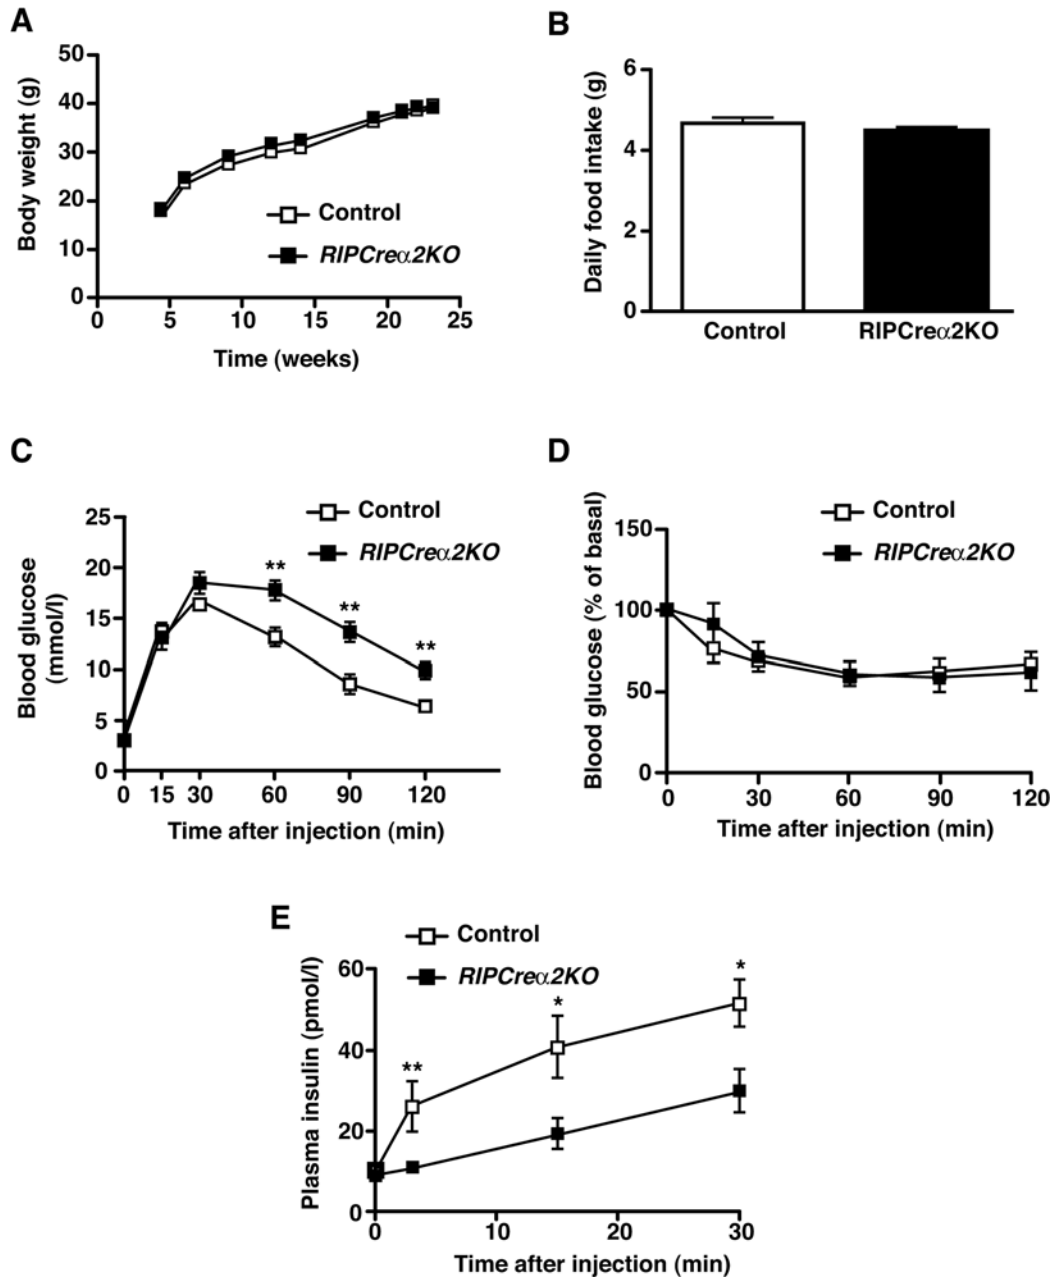 A
Body weight (g)
50
40
30
20
10
0
0 5 10 15 20 25
Time (weeks)
Control
RIPCreα2KO
B
Daily food intake (g)
6
4
2
0
Control RIPCreα2KO
C
Blood glucose
(mmol/l)
25
20
15
10
5
0
0 15 30 60 90 120
Time after injection (min)
Control
RIPCreα2KO
**
**
**
D
Blood glucose (% of basal)
150
100
50
0
0 30 60 90 120
Time after injection (min)
Control
RIPCreα2KO
E
Plasma insulin (pmol/l)
60
40
20
0
0 10 20 30
Time after injection (min)
Control
RIPCreα2KO
**
*
*